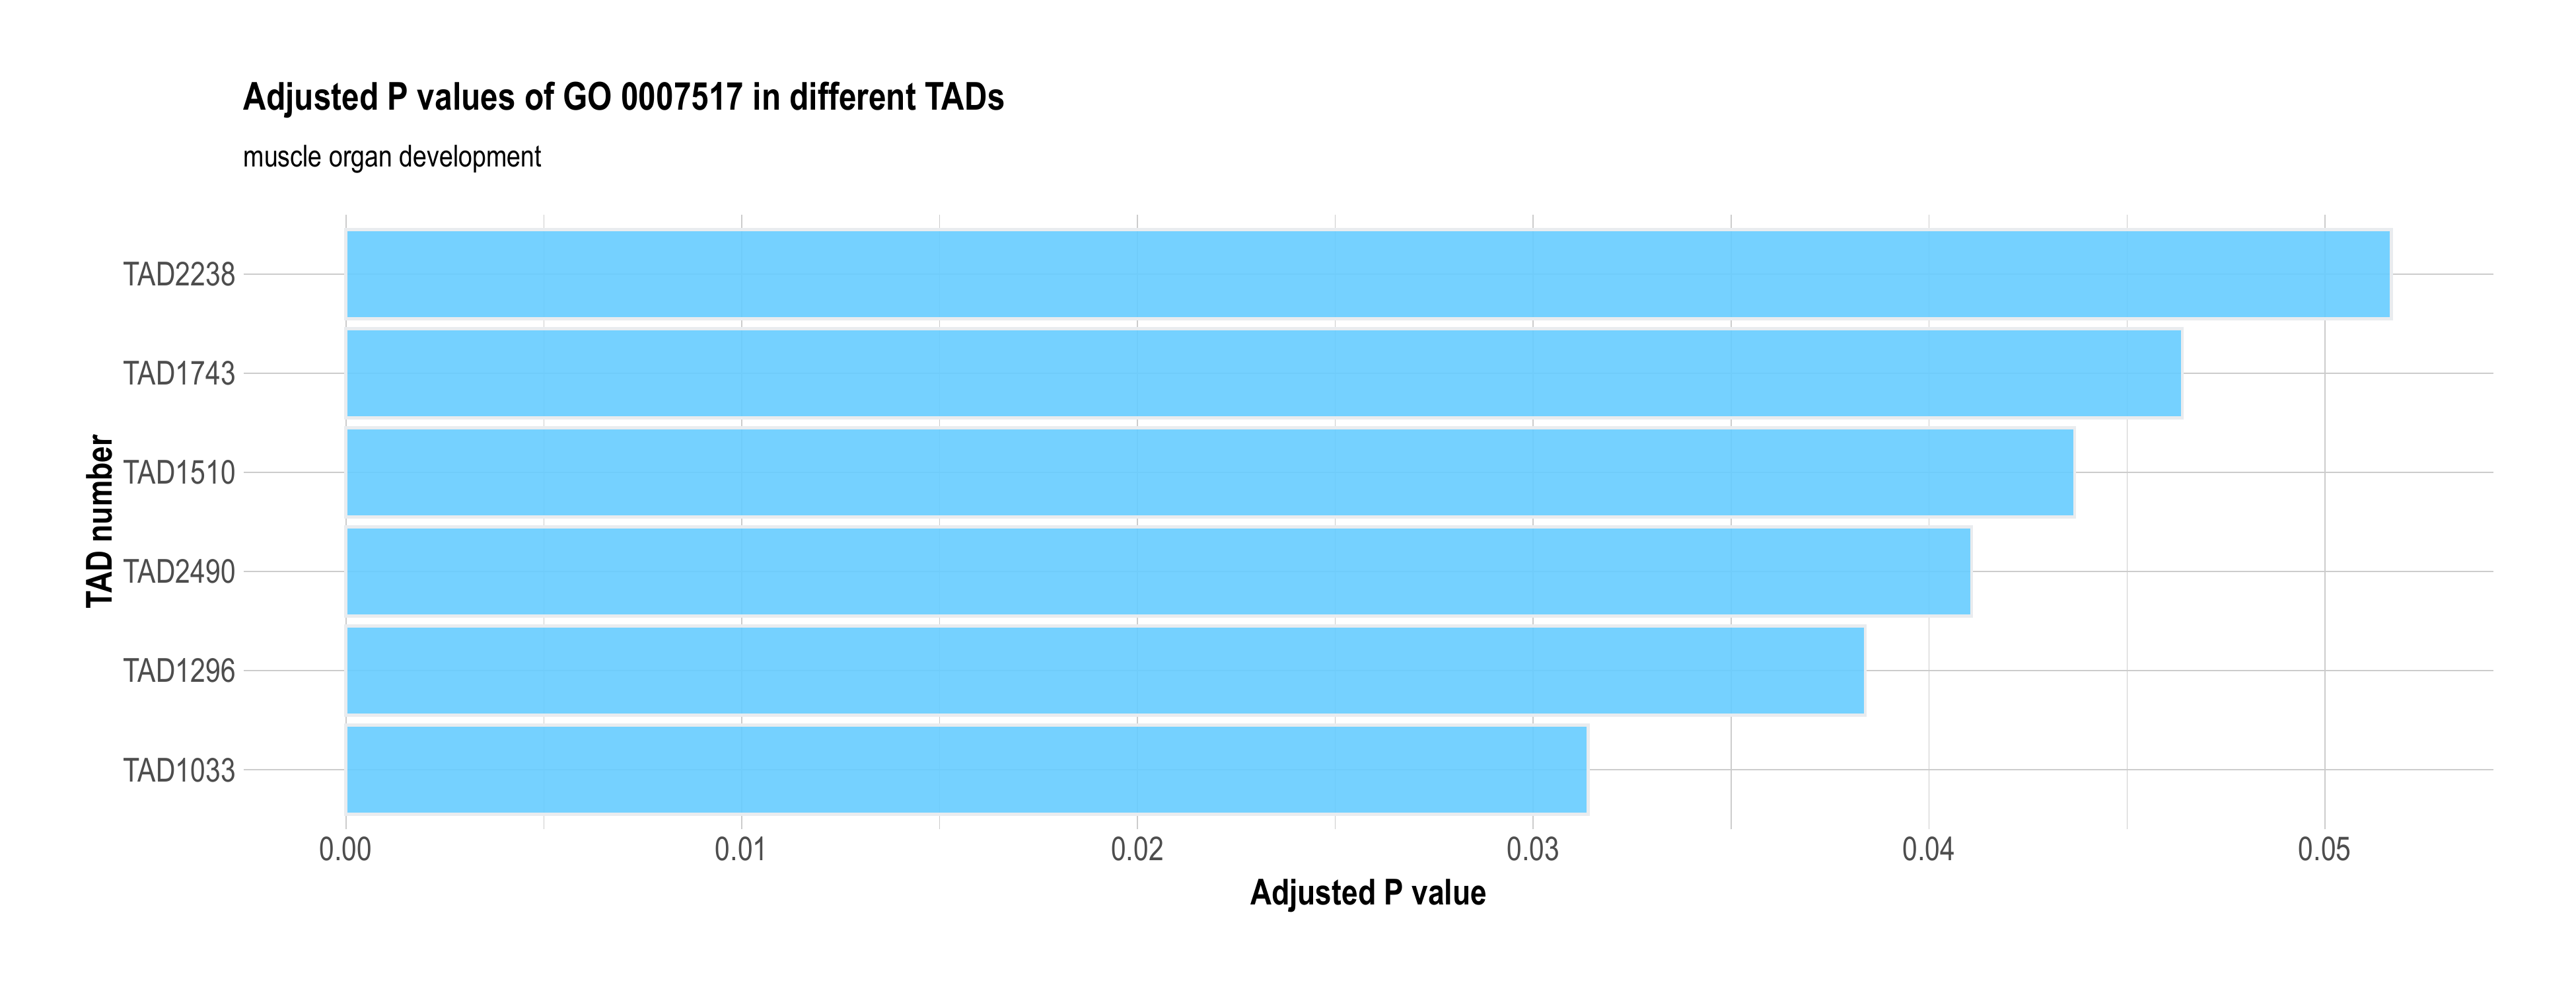 Adjusted P values of GO 0007517 in different TADs
muscle organ development
TAD number
TAD2238
TAD1743
TAD1510
TAD2490
TAD1296
TAD1033
0.00 0.01 0.02 0.03 0.04 0.05
Adjusted P value